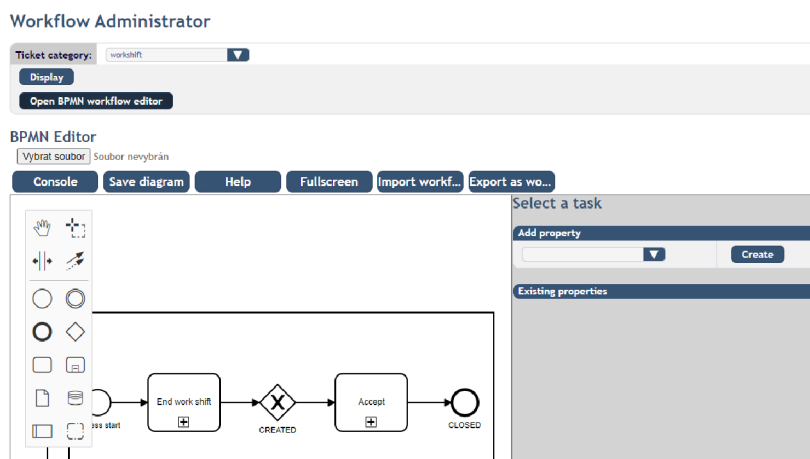 Workflow Administrator
Ticket category: workshift
Display
Open BPMN workflow editor
BPMN Editor
Vybrat soubor Soubor nevybrán
Console Save diagram Help Fullscreen Import workf... Export as wo...
Select a task
Add property
Create
Existing properties
End work shift
Accept
ess start
CREATED
CLOSED